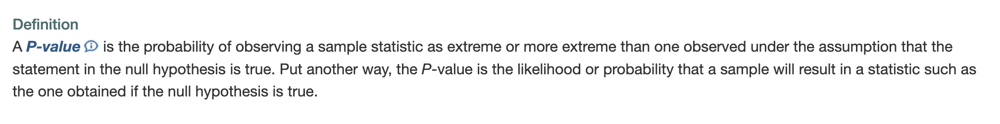 Definition
A P-value is the probability of observing a sample statistic as extreme or more extreme than one observed under the assumption that the
statement in the null hypothesis is true. Put another way, the P-value is the likelihood or probability that a sample will result in a statistic such as
the one obtained if the null hypothesis is true.